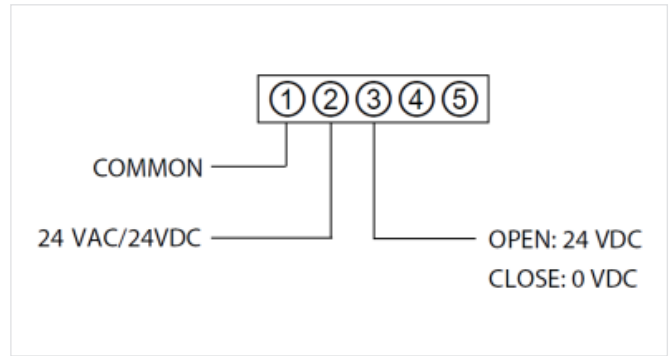 ① ② ③ ④ ⑤
COMMON
24 VAC/24VDC
OPEN: 24 VDC
CLOSE: 0 VDC